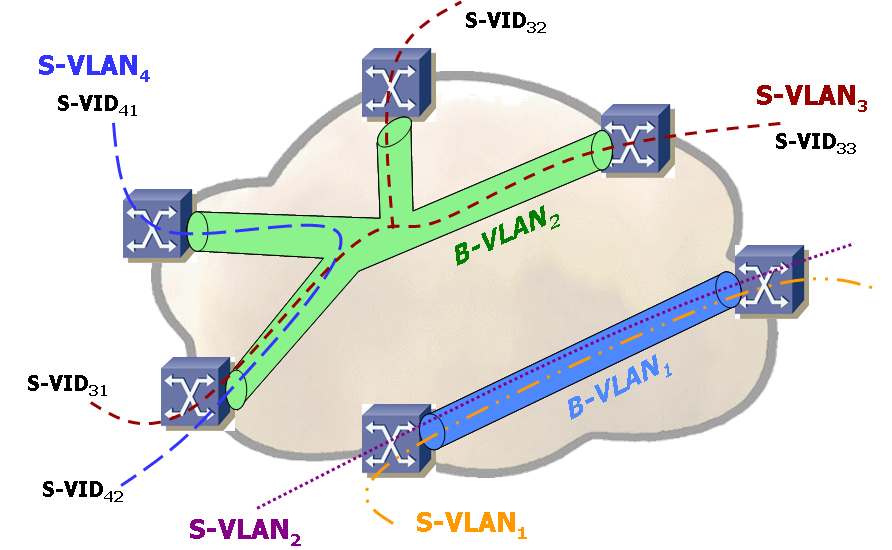 S-VID32
S-VLAN4
S-VID41
S-VLAN3
S-VID33
B-VLAN2
S-VID31
B-VLAN1
S-VID42
S-VLAN2
S-VLAN1